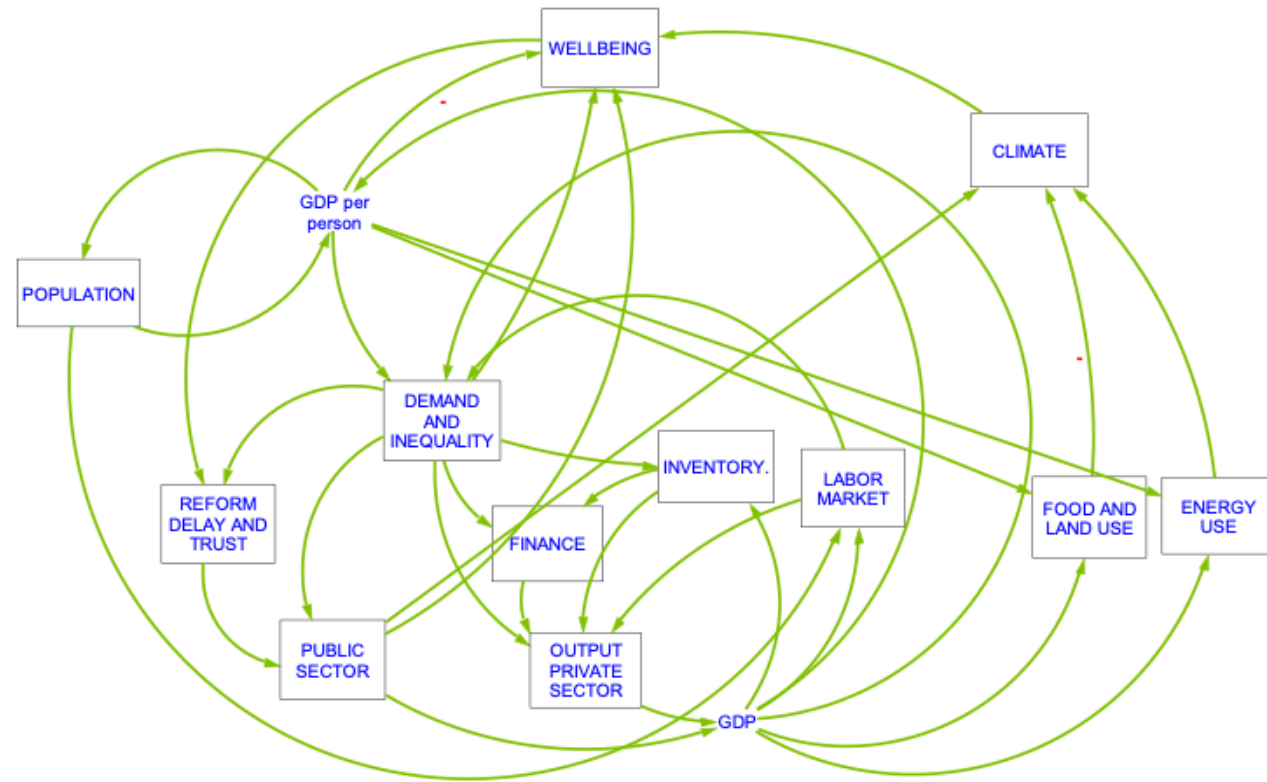 WELLBEING
-
CLIMATE
GDP per
person
POPULATION
-
DEMAND
AND
INEQUALITY
INVENTORY.
LABOR
MARKET
REFORM
DELAY AND
TRUST
FINANCE
FOOD AND
LAND USE
ENERGY
USE
PUBLIC
SECTOR
OUTPUT
PRIVATE
SECTOR
GDP